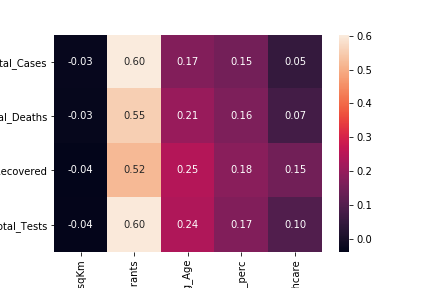 tal_Cases -0.03 0.60 0.17 0.15 0.05
al_Deaths -0.03 0.55 0.21 0.16 0.07
Recovered -0.04 0.52 0.25 0.18 0.15
otal_Tests -0.04 0.60 0.24 0.17 0.10
sqKm
rants
g_Age
_perc
hcare
0.6
0.5
0.4
0.3
0.2
0.1
0.0